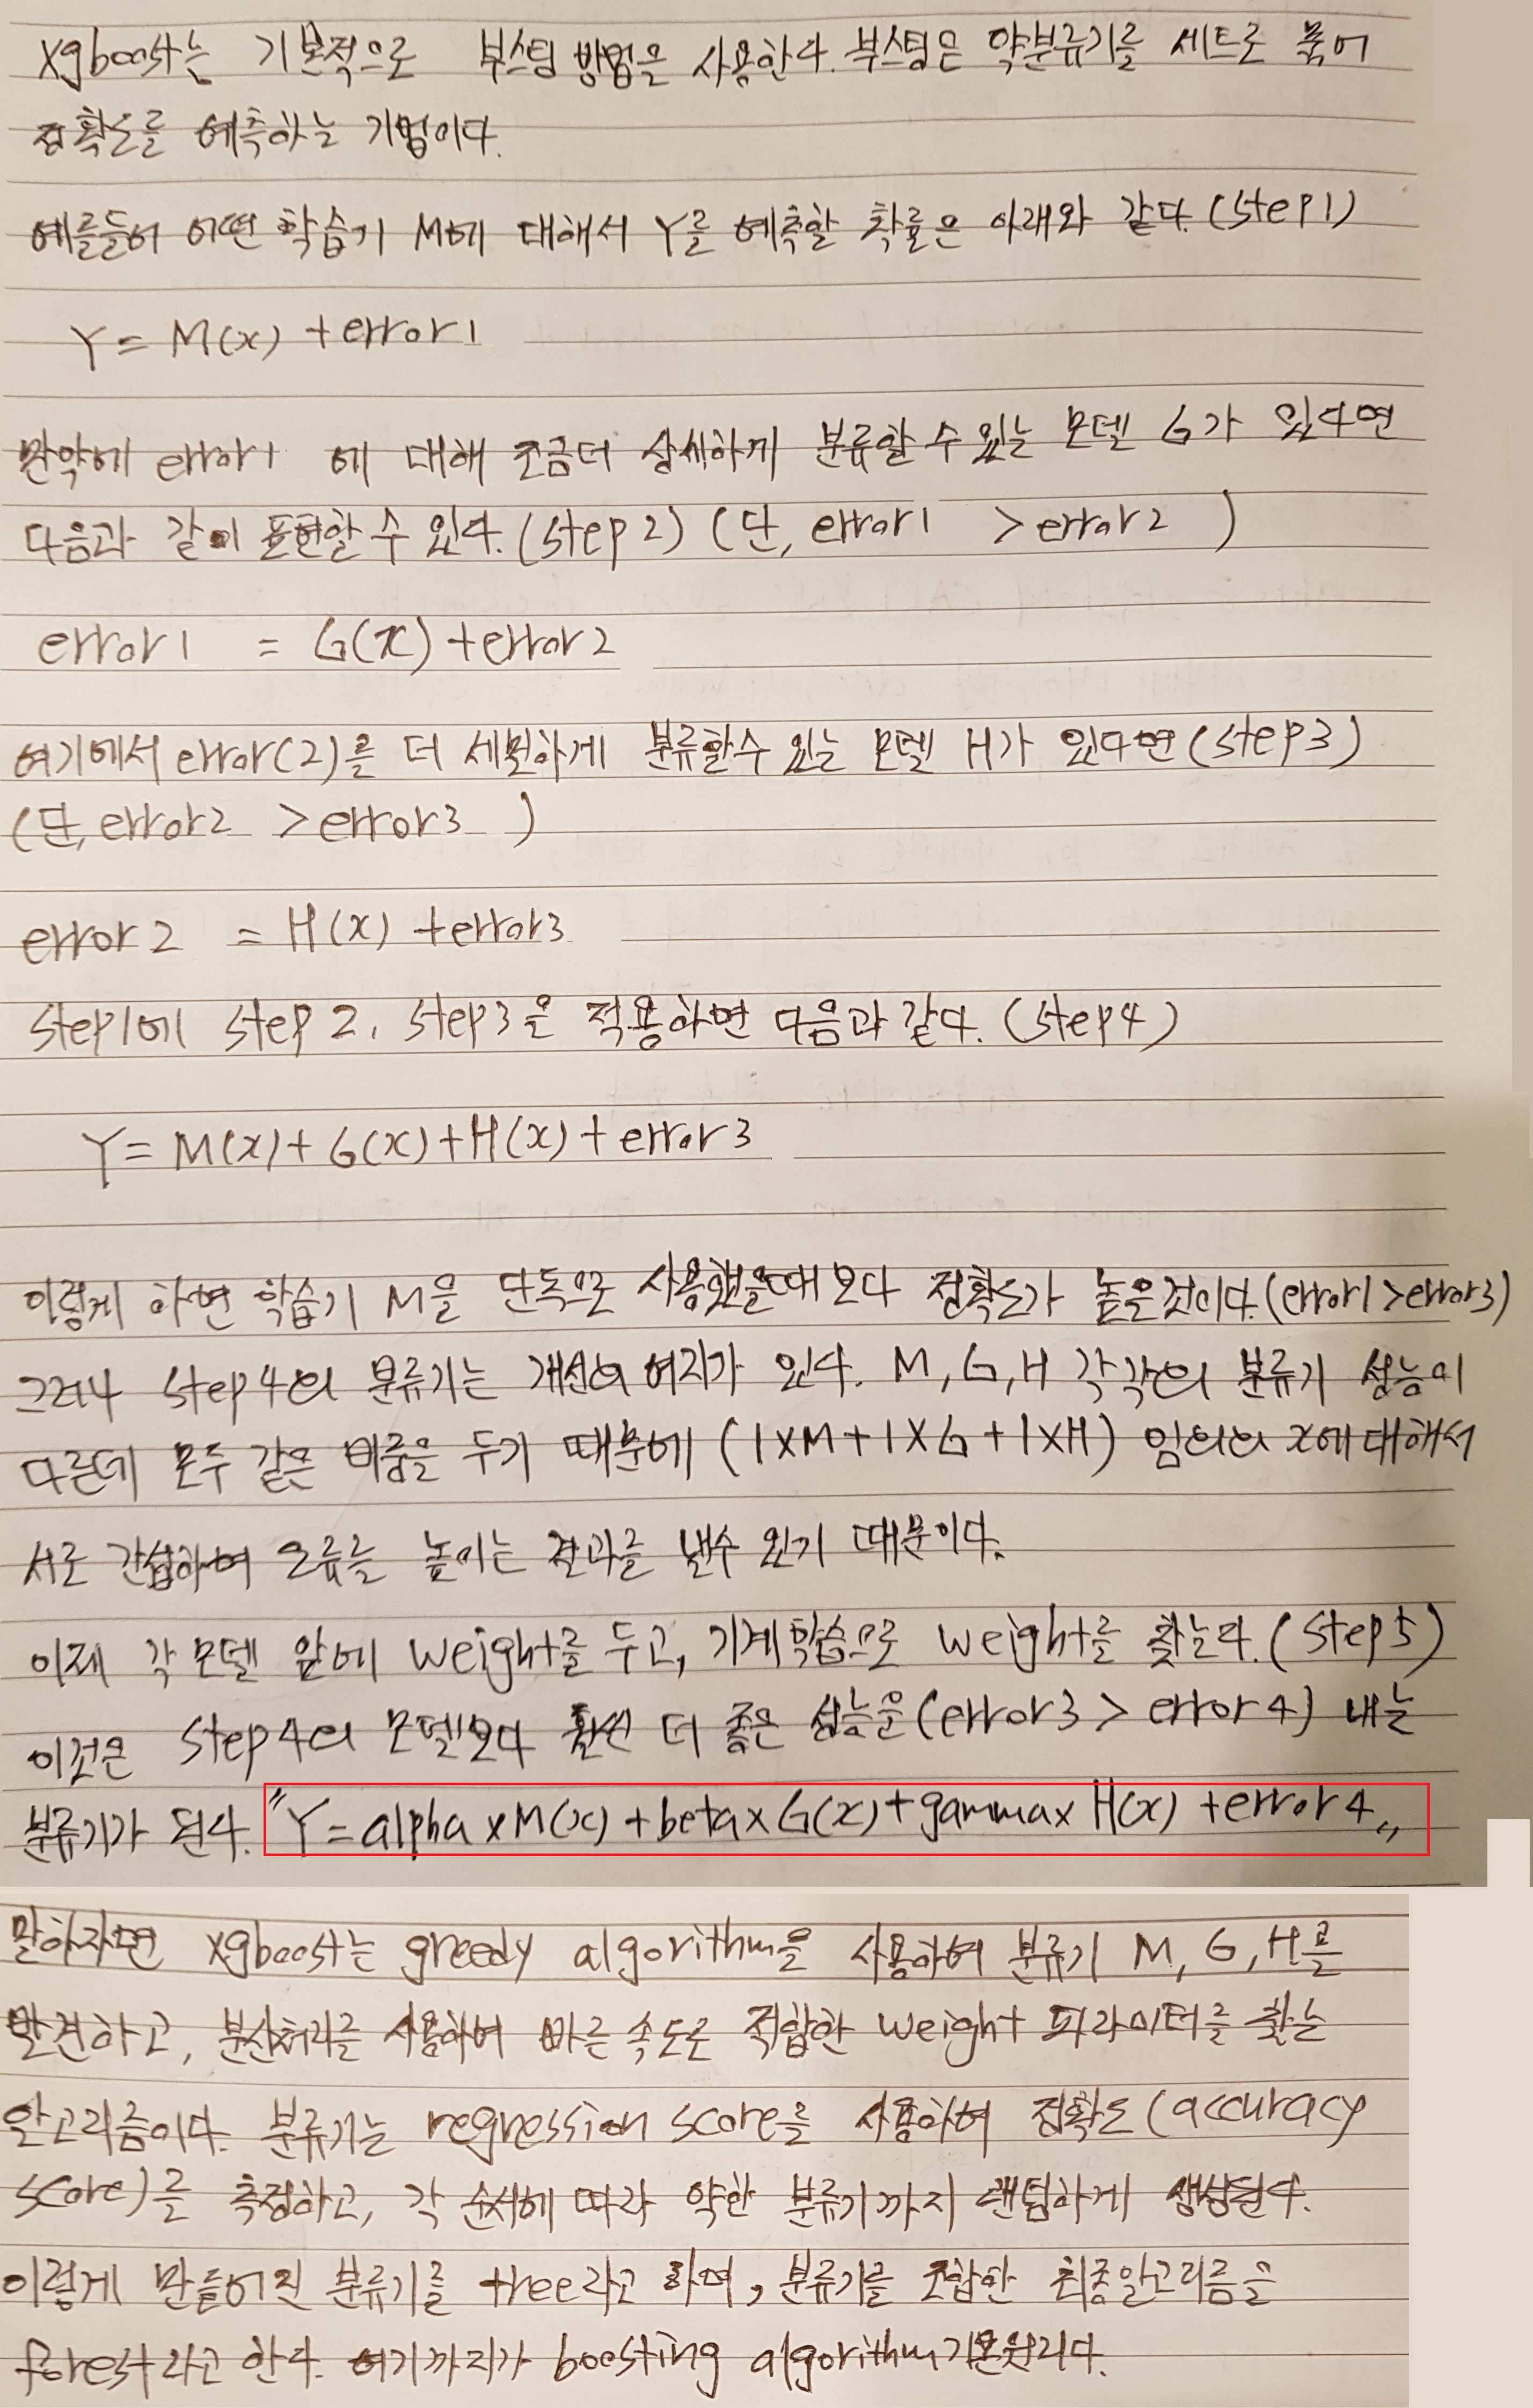 xgboost는 기본적으로 부스팅 방법을 사용한다. 부스팅은 약분류기를 세트로 묶어
정확도를 예측하는 기법이다.
예를들어 어떤 학습기 M에 대해서 Y를 예측할 확률은 아래와 같다. (step1)
Y = M(x) + error1
만약에 error1 에 대해 조금더 상세하게 분류할 수 있는 모델 G가 있다면
다음과 같이 표현할 수 있다. (step 2) (단, error1 > error2 )
error1 = G(x) + error2
여기에서 error(2)를 더 세밀하게 분류할수 있는 모델 H가 있다면 (step3)
(단, error2 > error3 )
error 2 = H(x) + error3
step1에 step 2, step3을 적용하면 다음과 같다. (step4)
Y = M(x) + G(x) + H(x) + error 3
이렇게 하면 학습기 M을 단독으로 사용했을때보다 정확도가 높을것이다. (error1 > error3)
그러나 step 4의 분류기는 개선의 여지가 있다. M, G, H 각각의 분류기 성능이
다른데 모두 같은 비중을 두기 때문에 (1xM + 1xG + 1xH) 임의의 x에 대해서
서로 간섭하여 오류를 높이는 결과를 낼수 있기 때문이다.
이제 각 모델 앞에 weight를 두고, 기계학습으로 weight를 찾는다. (step5)
이것은 step 4의 모델보다 훨씬 더 좋은 성능을 (error3 > error 4) 내는
분류기가 된다. "Y = alpha x M(x) + beta x G(x) + gamma x H(x) + error 4"
말하자면 xgboost는 greedy algorithm을 사용하여 분류기 M, G, H를
발견하고, 분산처리를 사용하여 빠른 속도로 적합한 weight 파라미터를 찾는
알고리즘이다. 분류기는 regression score를 사용하여 정확도 (accuracy
score)를 측정하고, 각 순서에 따라 약한 분류기까지 랜덤하게 생성된다.
이렇게 만들어진 분류기를 tree라고 하며, 분류기를 조합한 최종알고리즘을
forest라고 한다. 여기까지가 boosting algorithm기본원리다.